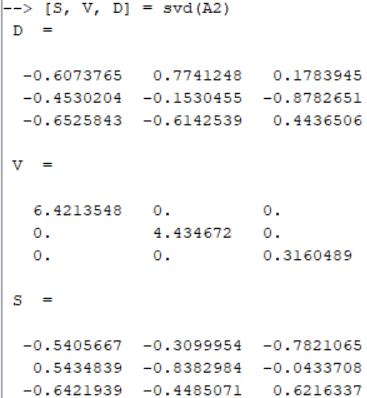 --> [S, V, D] = svd(A2)
D  =
-0.6073765   0.7741248   0.1783945
-0.4530204  -0.1530455  -0.8782651
-0.6525843  -0.6142539   0.4436506
V  =
6.4213548   0.          0.
0.          4.434672    0.
0.          0.          0.3160489
S  =
-0.5405667  -0.3099954  -0.7821065
0.5434839  -0.8382984  -0.0433708
-0.6421939  -0.4485071   0.6216337